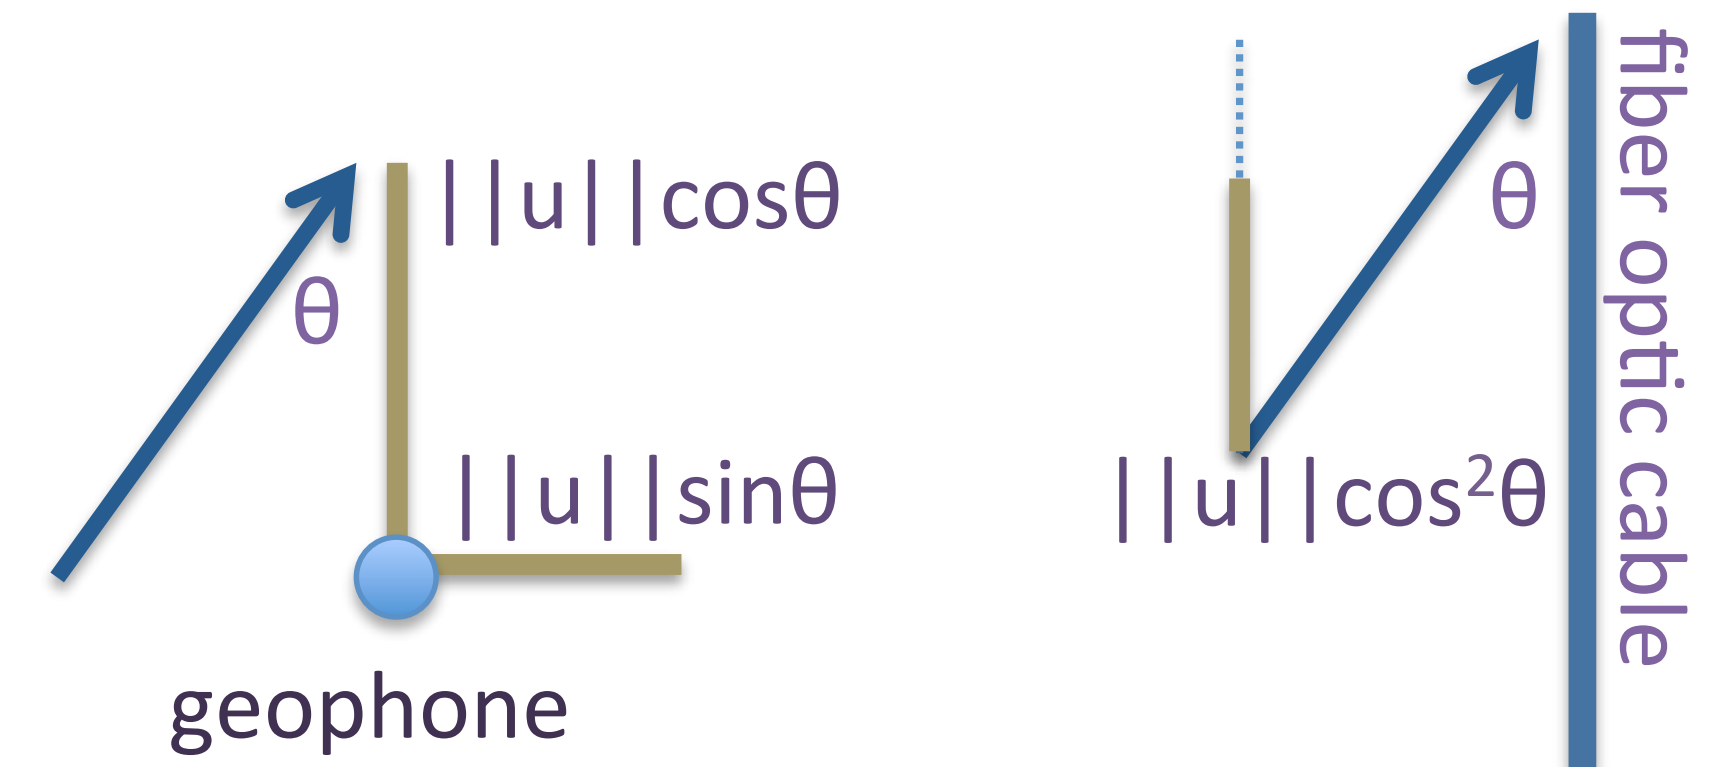 ||u||cosθ
θ
||u||sinθ
geophone
θ
||u||cos²θ
fiber optic cable